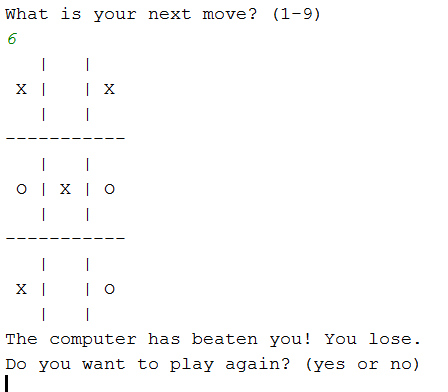 What is your next move? (1-9)
6
   |   |
 X |   | X
   |   |
-----------
   |   |
 O | X | O
   |   |
-----------
   |   |
 X |   | O
   |   |
The computer has beaten you! You lose.
Do you want to play again? (yes or no)